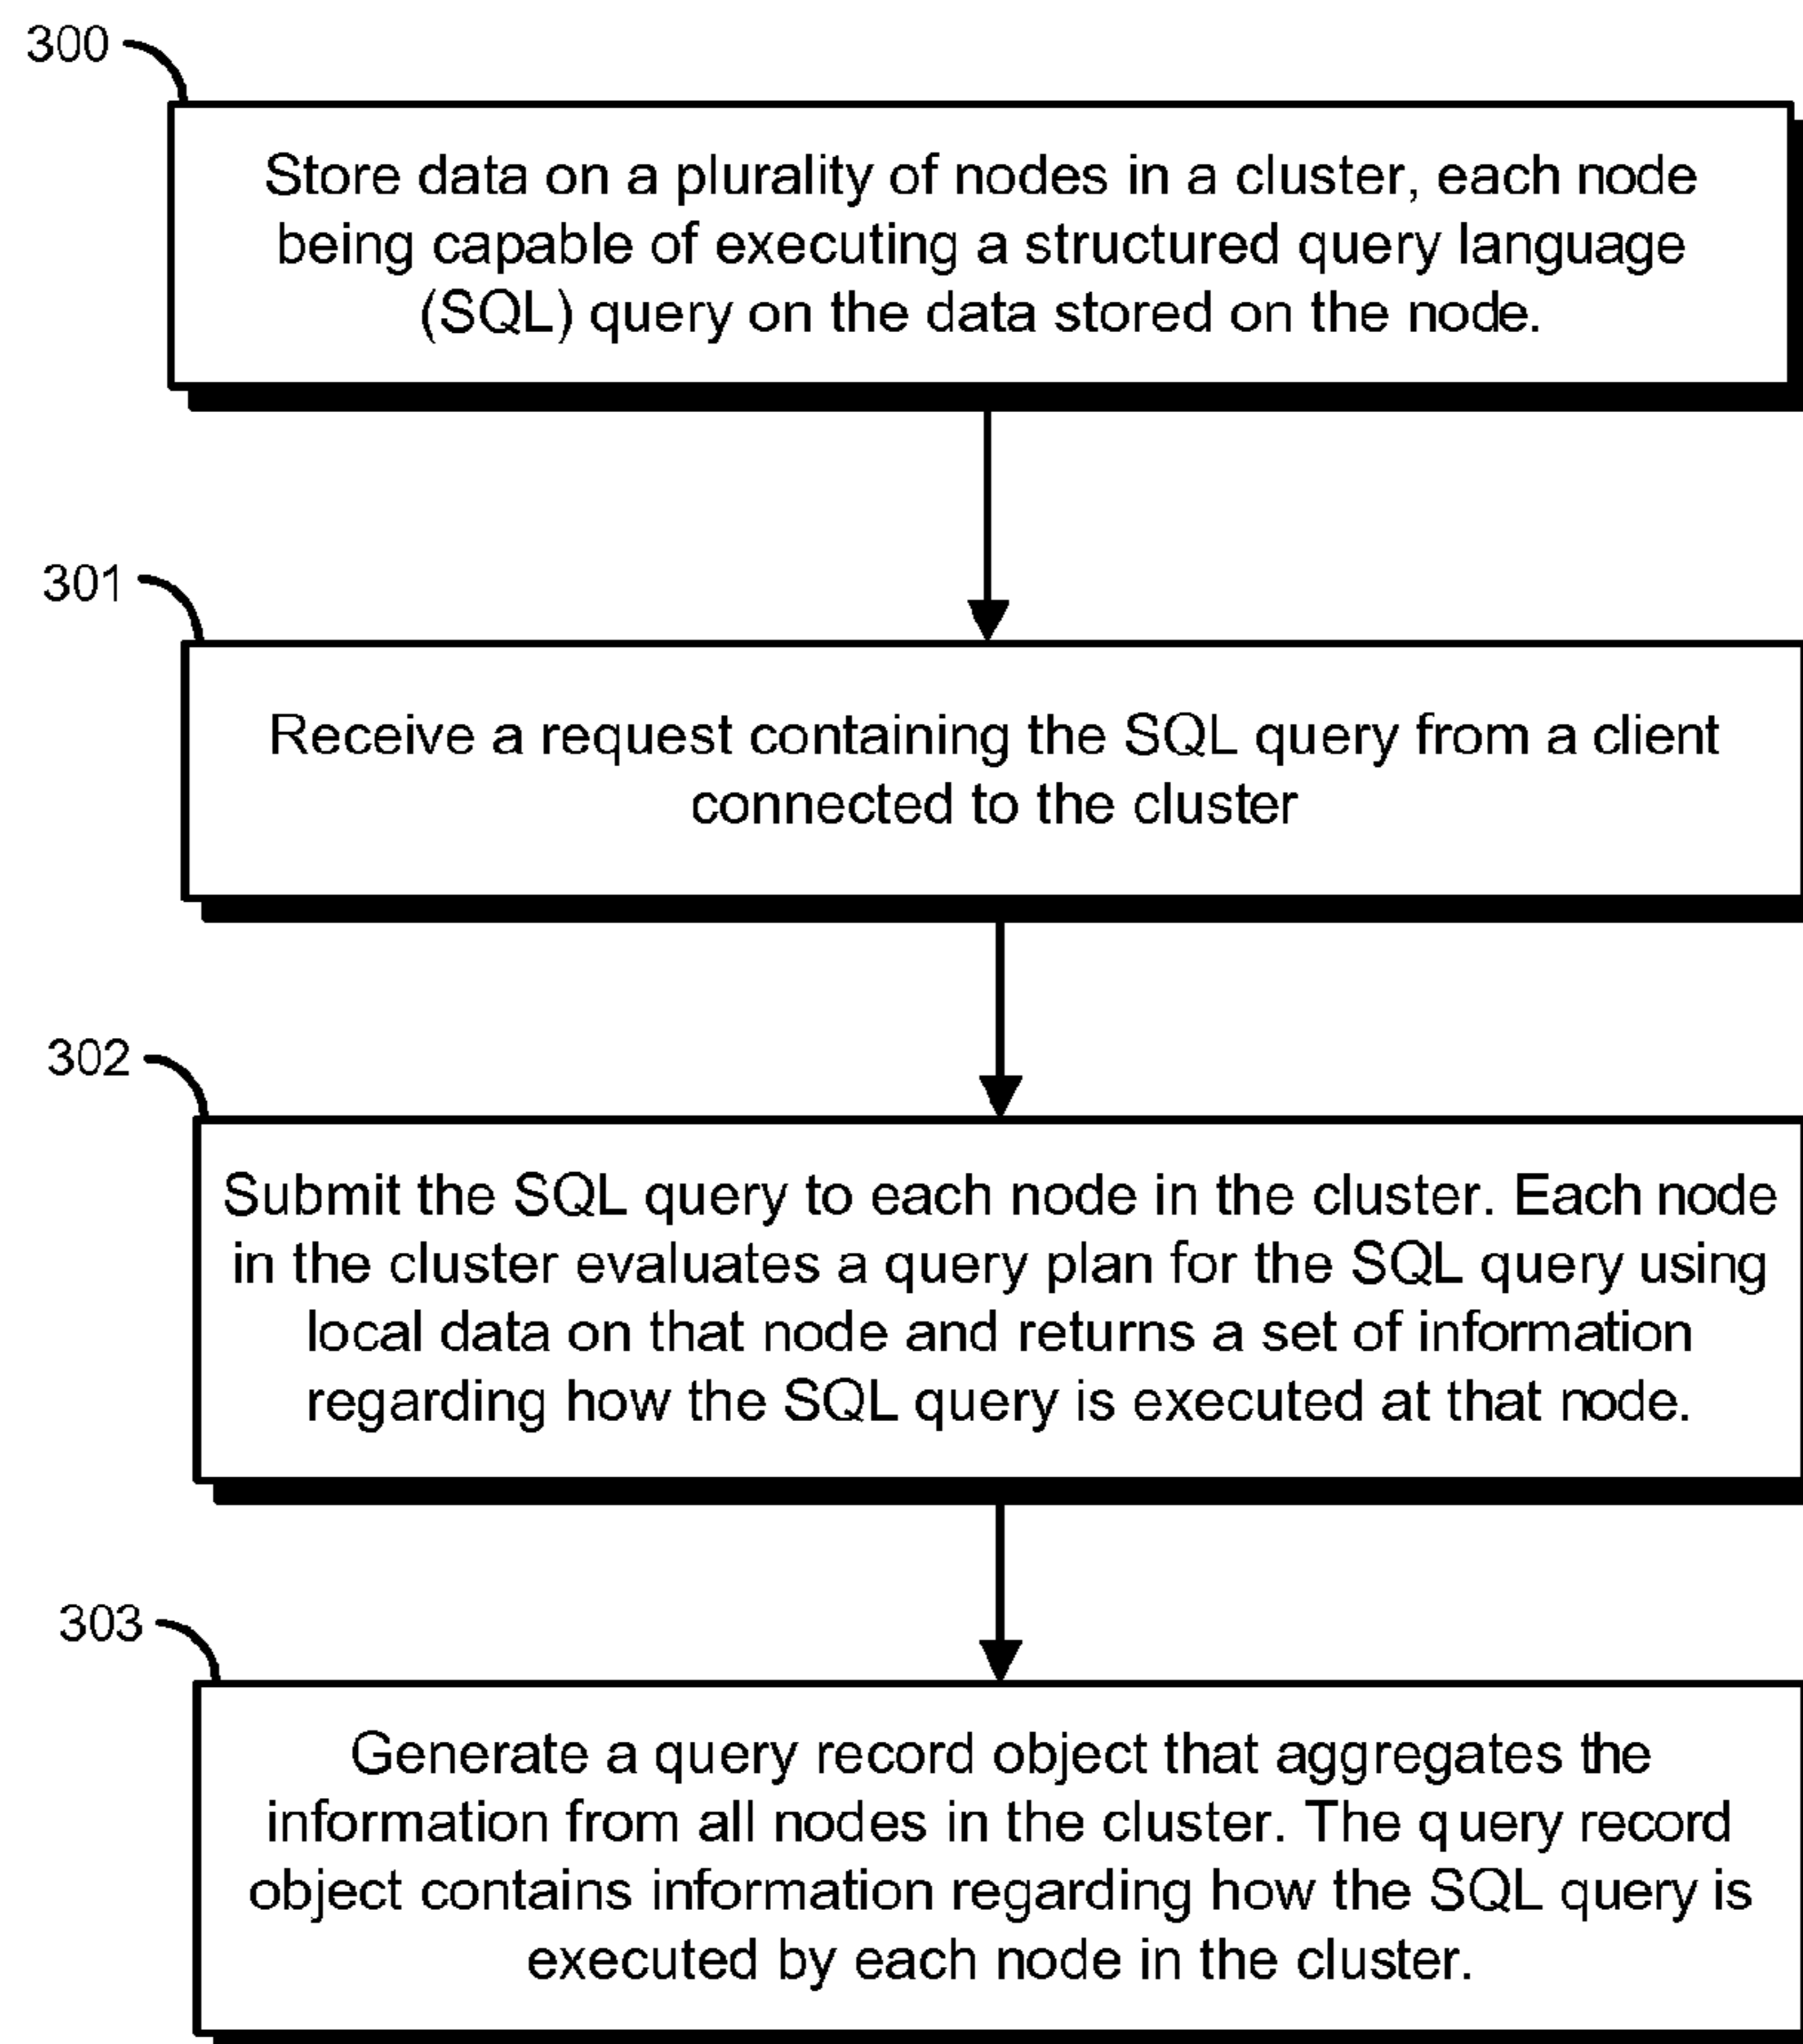 300
Store data on a plurality of nodes in a cluster, each node
being capable of executing a structured query language
(SQL) query on the data stored on the node.
301
Receive a request containing the SQL query from a client
connected to the cluster
302
Submit the SQL query to each node in the cluster. Each node
in the cluster evaluates a query plan for the SQL query using
local data on that node and returns a set of information
regarding how the SQL query is executed at that node.
303
Generate a query record object that aggregates the
information from all nodes in the cluster. The query record
object contains information regarding how the SQL query is
executed by each node in the cluster.